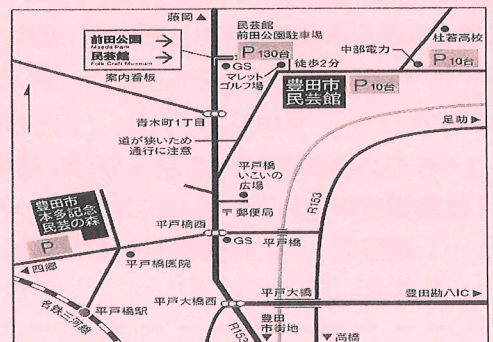 藤岡▲
民芸館
前田公園駐車場
P130台
前田公園
Maeda Park
民芸館
Folk Craft Museum
案内看板
GS
マレット
ゴルフ場
徒歩2分
中部電力
杜若高校
P10台
P10台
豊田市
民芸館
足助▶
青木町1丁目
道が狭いため
通行に注意
平戸橋
いこいの
広場
〒郵便局
R153
豊田市
本多記念
民芸の森
P
平戸橋西
GS
平戸橋
◀四郷
平戸橋医院
名鉄三河線
平戸橋駅
平戸大橋西
平戸大橋
豊田勘八IC▶
R153
豊田
市街地
▼
▼高橋